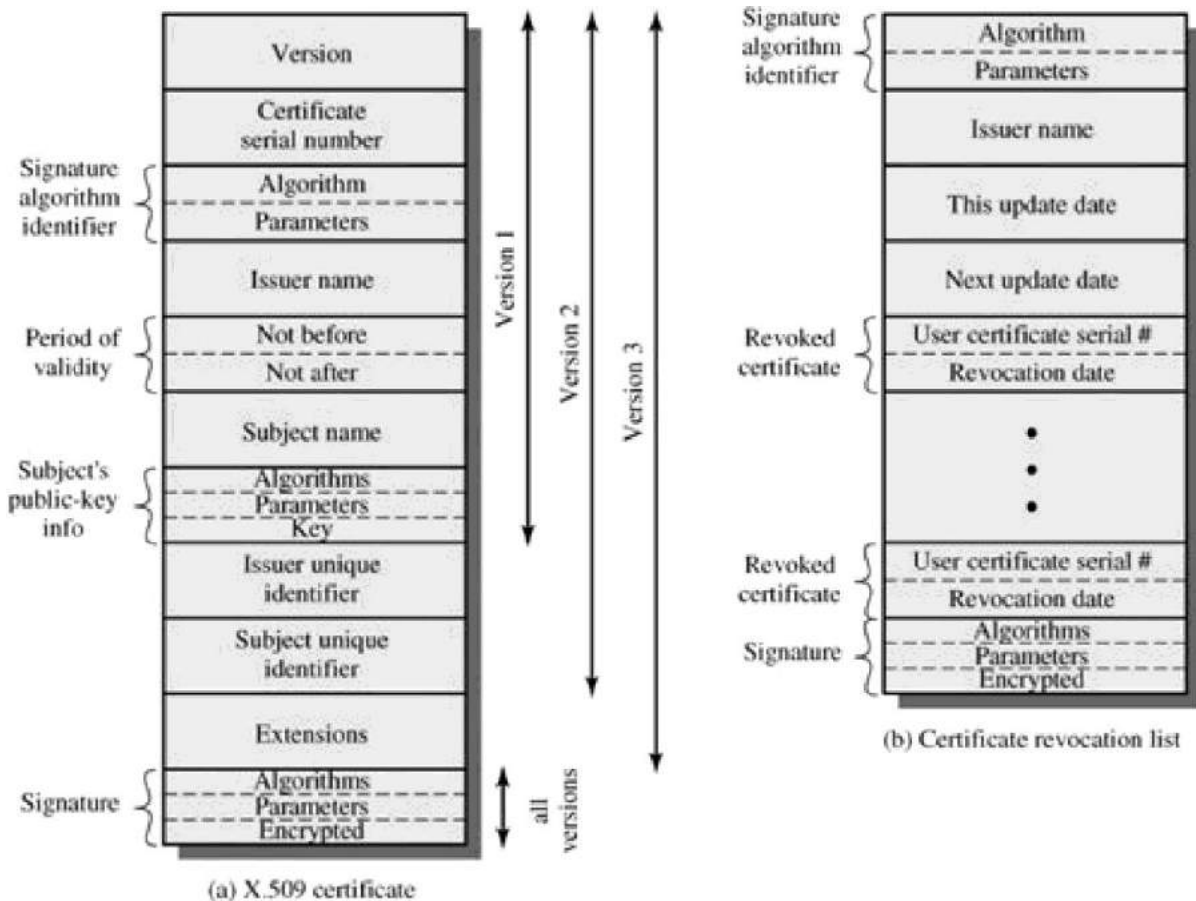 Version
Certificate
serial number
Signature
algorithm
identifier
Algorithm
Parameters
Issuer name
Period of
validity
Not before
Not after
Subject name
Subject's
public-key
info
Algorithms
Parameters
Key
Issuer unique
identifier
Subject unique
identifier
Extensions
Signature
Algorithms
Parameters
Encrypted
Version 1
Version 2
Version 3
all
versions
(a) X.509 certificate
Signature
algorithm
identifier
Algorithm
Parameters
Issuer name
This update date
Next update date
Revoked
certificate
User certificate serial #
Revocation date
Revoked
certificate
User certificate serial #
Revocation date
Signature
Algorithms
Parameters
Encrypted
(b) Certificate revocation list